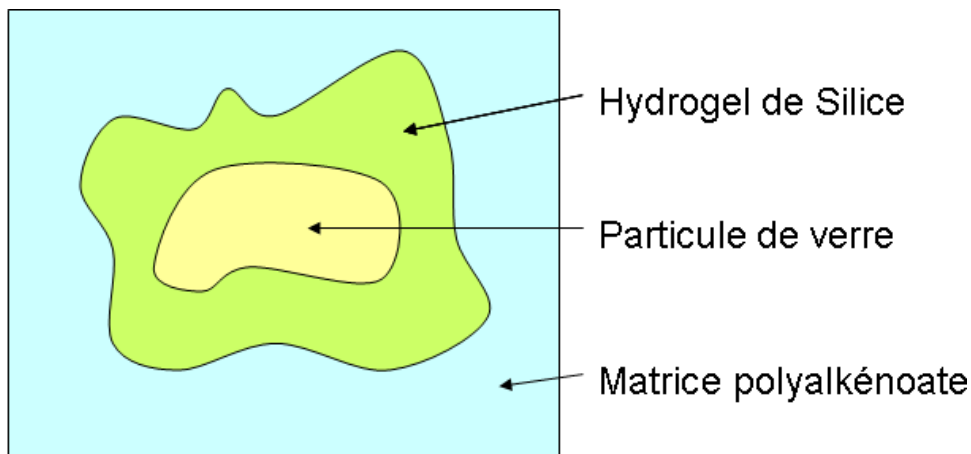 Hydrogel de Silice
Particule de verre
Matrice polyalkénoate